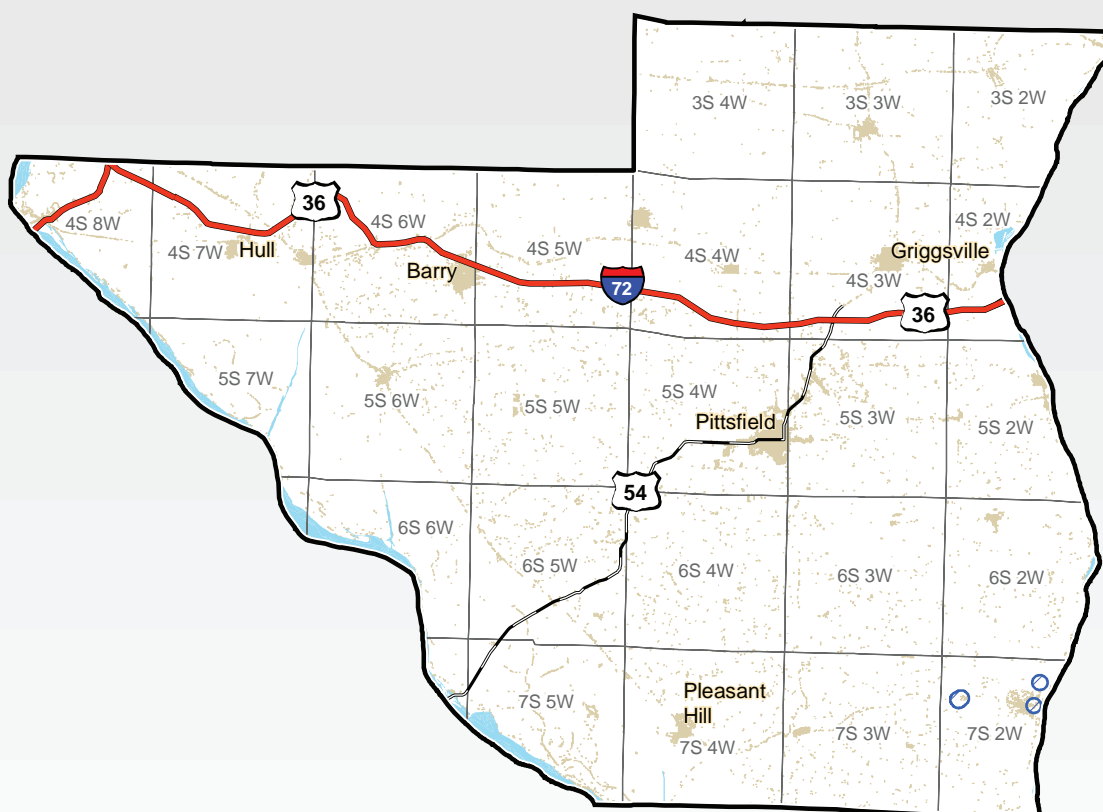 3S 4W
3S 3W
3S 2W
36
4S 8W
4S 7W
Hull
4S 6W
Barry
4S 5W
72
4S 4W
4S 2W
Griggsville
4S 3W
36
5S 7W
5S 6W
5S 5W
5S 4W
Pittsfield
5S 3W
5S 2W
54
6S 6W
6S 5W
6S 4W
6S 3W
6S 2W
7S 5W
Pleasant
Hill
7S 4W
7S 3W
7S 2W